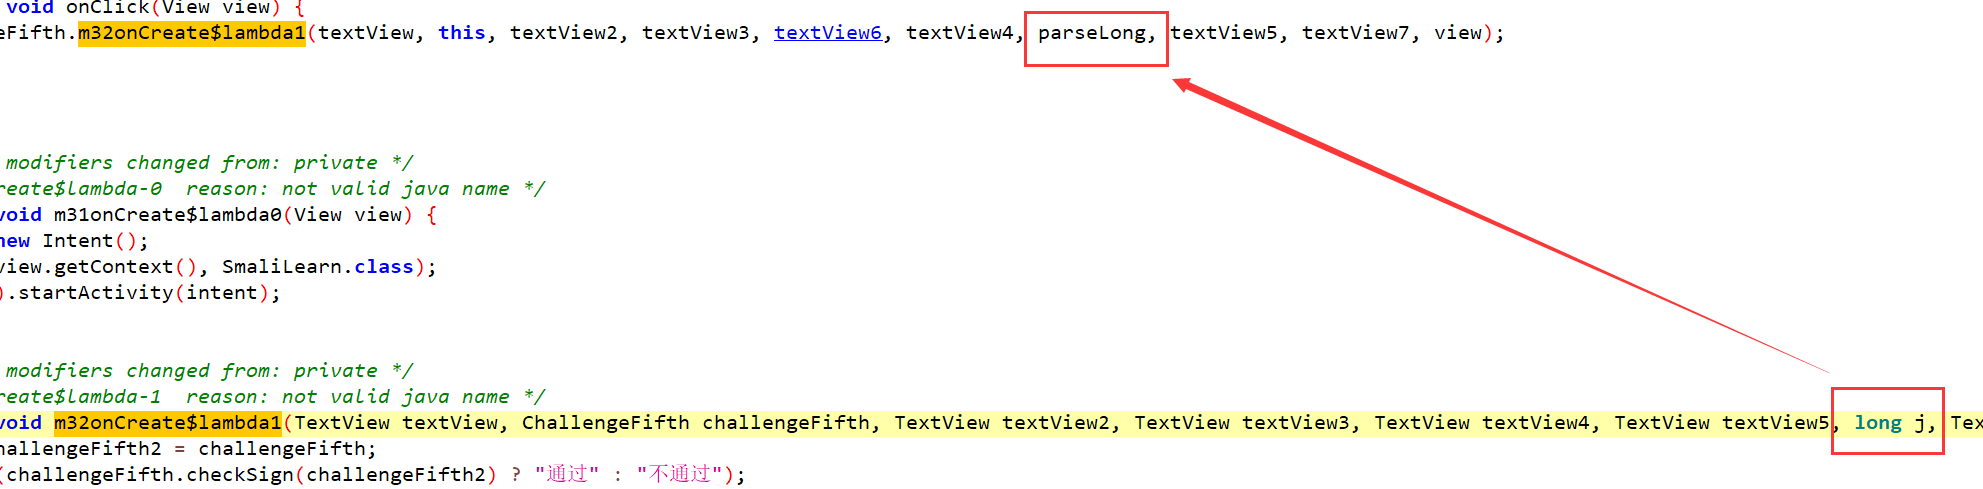 void onClick(View view) {
eFifth.m32onCreate$lambda1(textView, this, textView2, textView3, textView6, textView4, parseLong, textView5, textView7, view);
modifiers changed from: private */
reate$lambda-0  reason: not valid java name */
void m31onCreate$lambda0(View view) {
new Intent();
view.getContext(), SmaliLearn.class);
).startActivity(intent);
modifiers changed from: private */
reate$lambda-1  reason: not valid java name */
void m32onCreate$lambda1(TextView textView, ChallengeFifth challengeFifth, TextView textView2, TextView textView3, TextView textView4, TextView textView5, long j, Tex
hallengeFifth2 = challengeFifth;
(challengeFifth.checkSign(challengeFifth2) ? "通过" : "不通过");